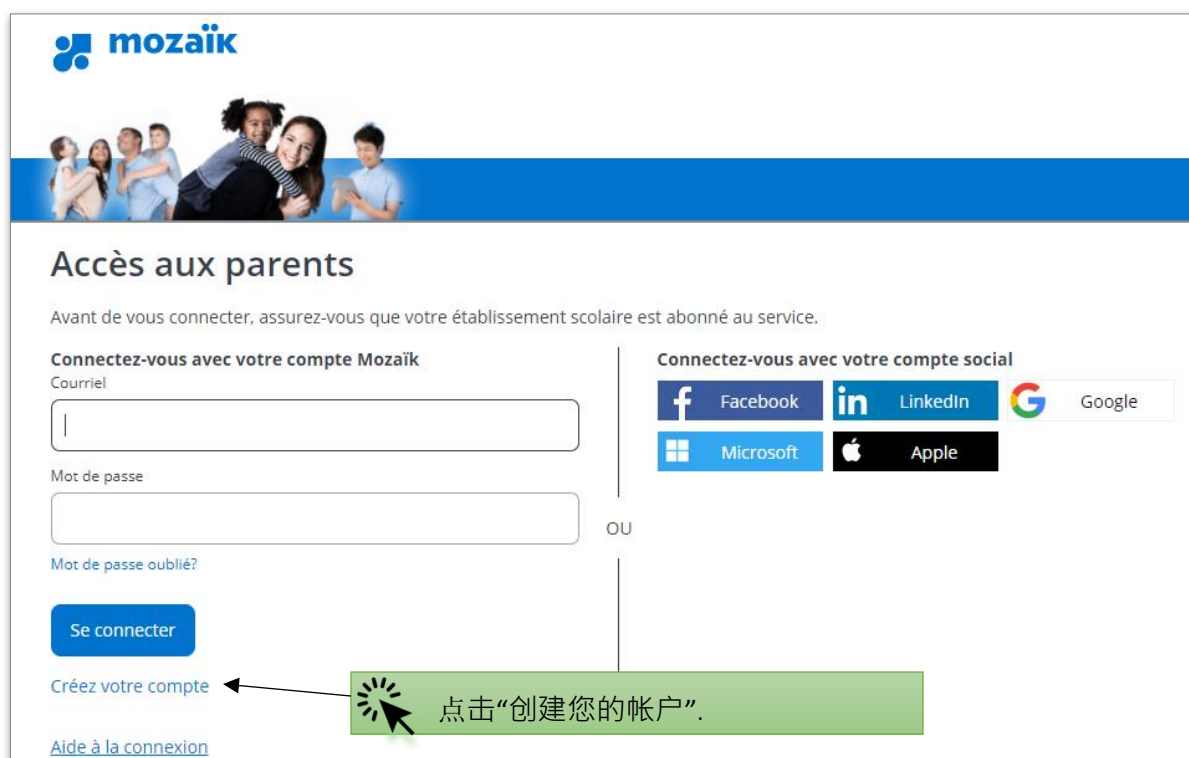 mozaïk
Accès aux parents
Avant de vous connecter, assurez-vous que votre établissement scolaire est abonné au service.
Connectez-vous avec votre compte Mozaïk
Courriel
Mot de passe
Mot de passe oublié?
Se connecter
Créez votre compte
Aide à la connexion
OU
Connectez-vous avec votre compte social
Facebook
LinkedIn
Google
Microsoft
Apple
点击“创建您的帐户”.